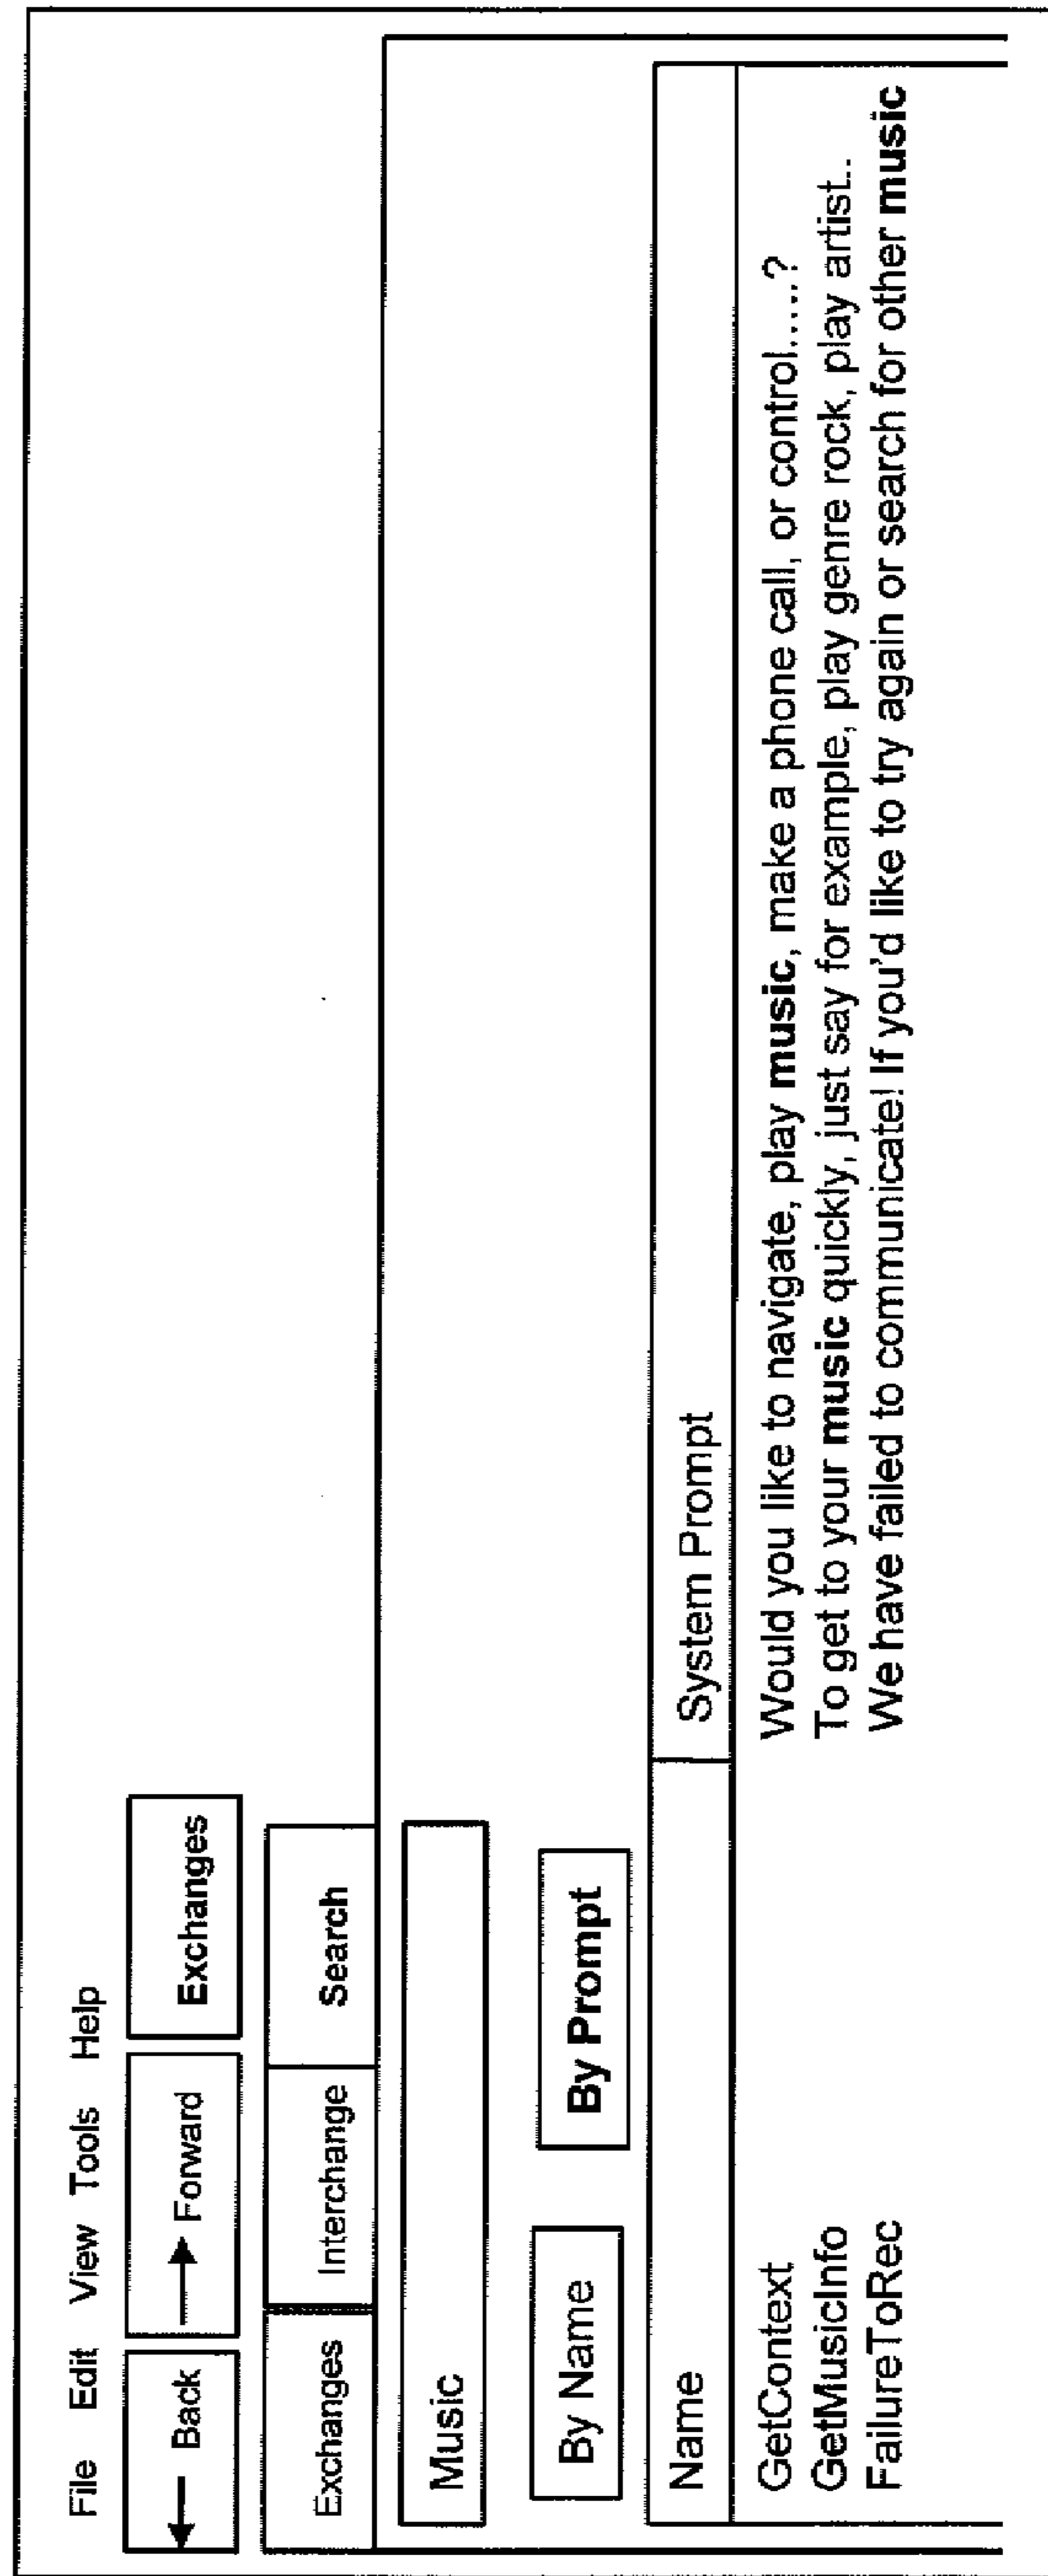 File Edit View Tools Help
Back Forward Exchanges
Exchanges Interchange Search
Music
By Name By Prompt
Name System Prompt
GetContext Would you like to navigate, play music, make a phone call, or control.....?
GetMusicInfo To get to your music quickly, just say for example, play genre rock, play artist..
FailureToRec We have failed to communicate! If you'd like to try again or search for other music